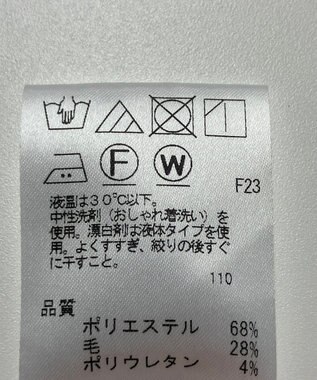 F
W
F23
液温は30℃以下。
中性洗剤（おしゃれ着洗い）を
使用。漂白剤は液体タイプを使
用。よくすすぎ、絞りの後すぐ
に干すこと。
110
品質
ポリエステル 68%
毛 28%
ポリウレタン 4%